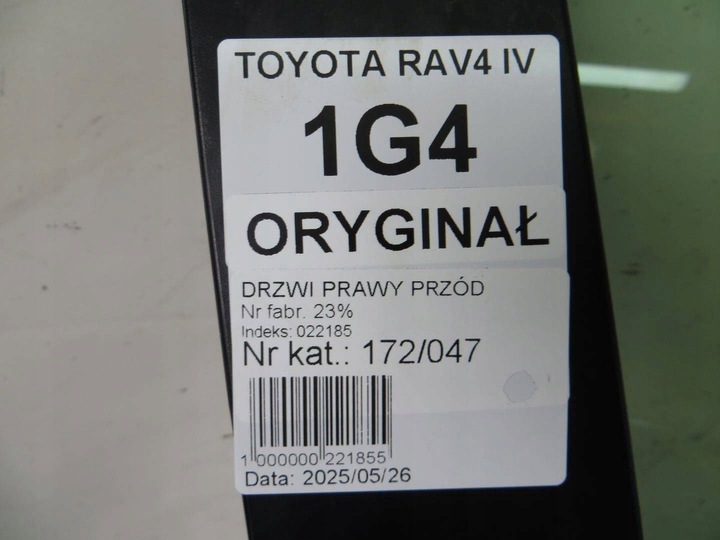 TOYOTA RAV4 IV
1G4
ORYGINAŁ
DRZWI PRAWY PRZÓD
Nr fabr. 23%
Indeks: 022185
Nr kat.: 172/047
1 000000 221855
Data: 2025/05/26